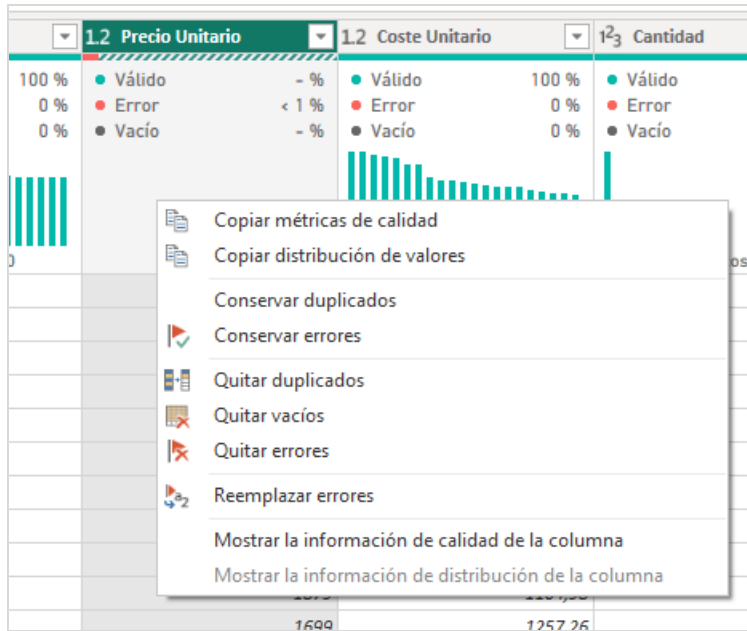 1.2 Precio Unitario 1.2 Coste Unitario 123 Cantidad
100 % Válido - % Válido 100 % Válido
0 % Error < 1 % Error 0 % Error
0 % Vacío - % Vacío 0 % Vacío
Copiar métricas de calidad
Copiar distribución de valores
os
Conservar duplicados
Conservar errores
Quitar duplicados
Quitar vacíos
Quitar errores
Reemplazar errores
Mostrar la información de calidad de la columna
Mostrar la información de distribución de la columna
1699 1257,26